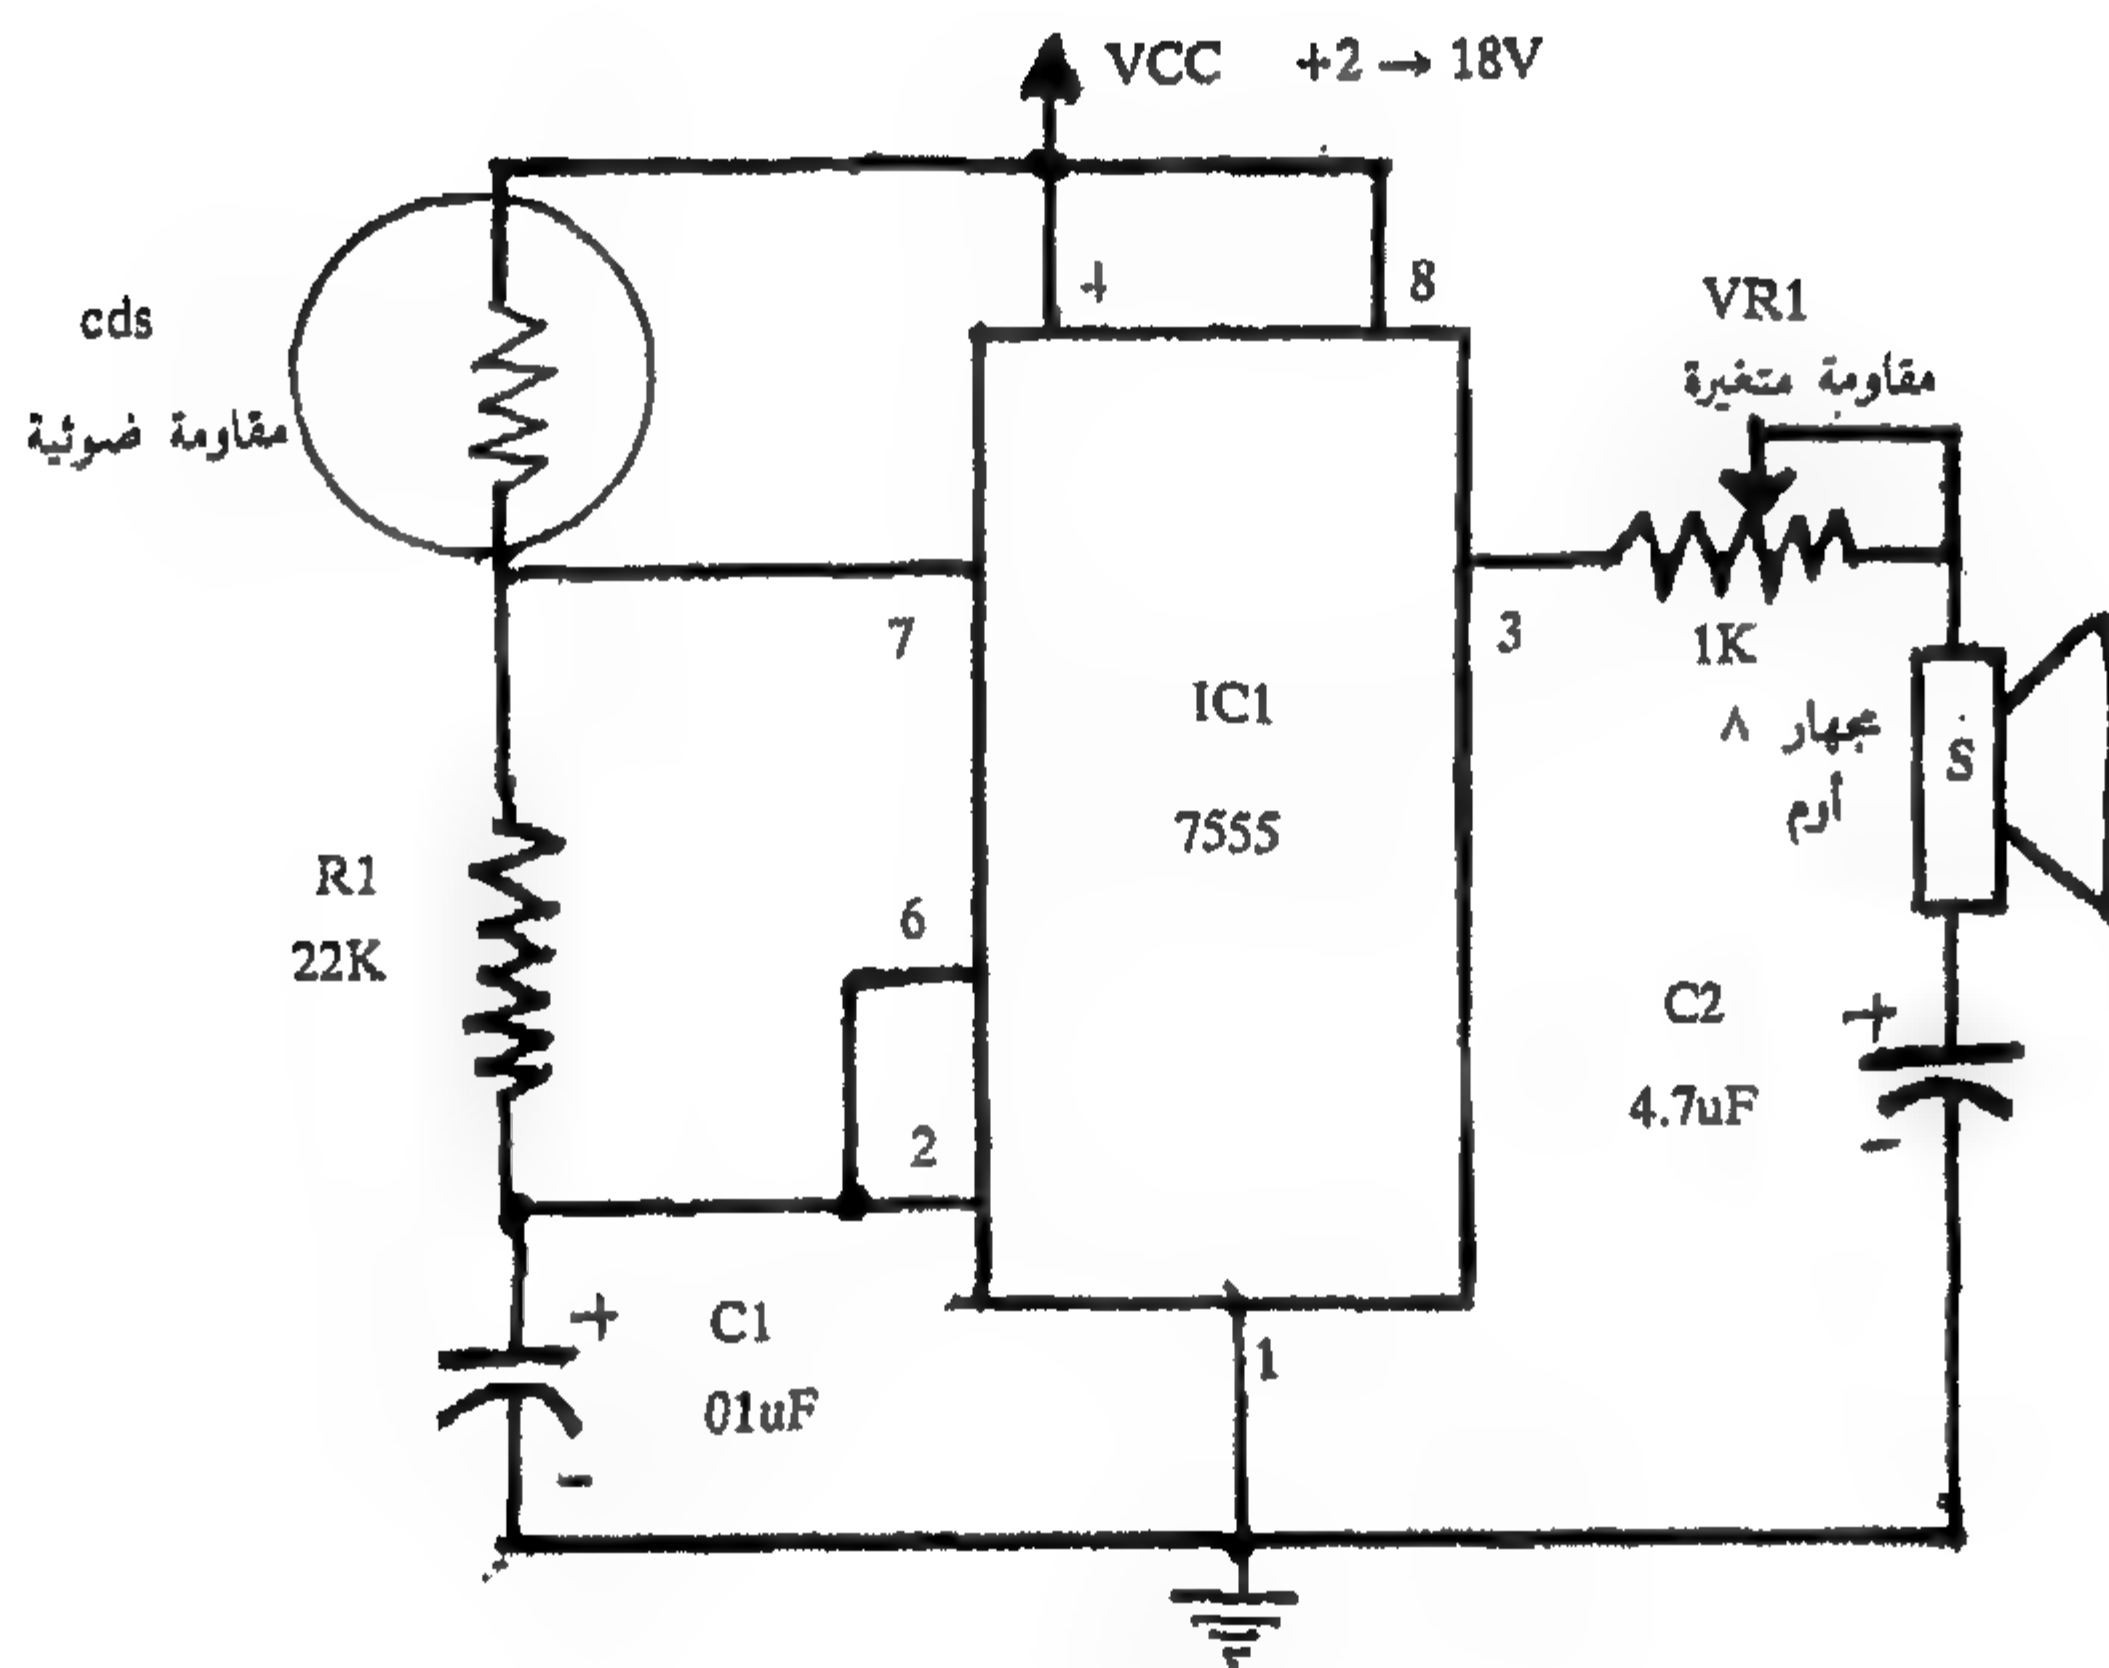 VCC +2 → 18V
4
8
cds
مقاومة ضوئية
VR1
مقاومة متغيرة
7
3
1K
IC1
7555
مجهار ٨
أوم
S
R1
22K
6
2
C2
4.7uF
+
-
C1
01uF
+
-
1